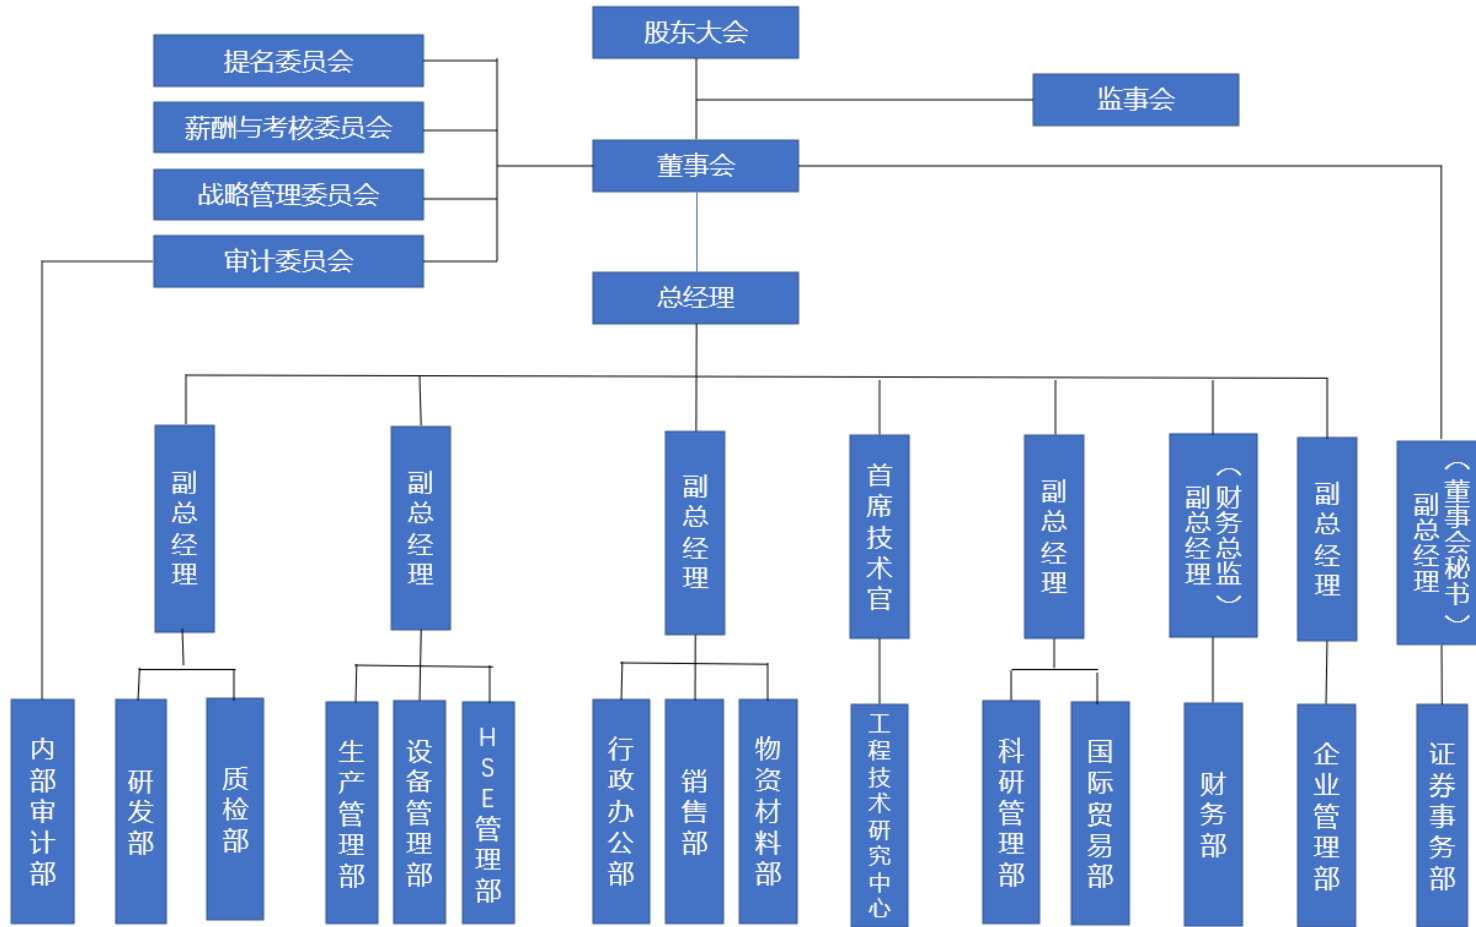 股东大会
提名委员会
监事会
薪酬与考核委员会
董事会
战略管理委员会
审计委员会
总经理
副总经理
副总经理
副总经理
首席技术官
副总经理
副总经理
（财务总监）
副总经理
副总经理
（董事会秘书）
内部审计部
研发部
质检部
生产管理部
设备管理部
HSE管理部
行政办公部
销售部
物资材料部
工程技术研究中心
科研管理部
国际贸易部
财务部
企业管理部
证券事务部